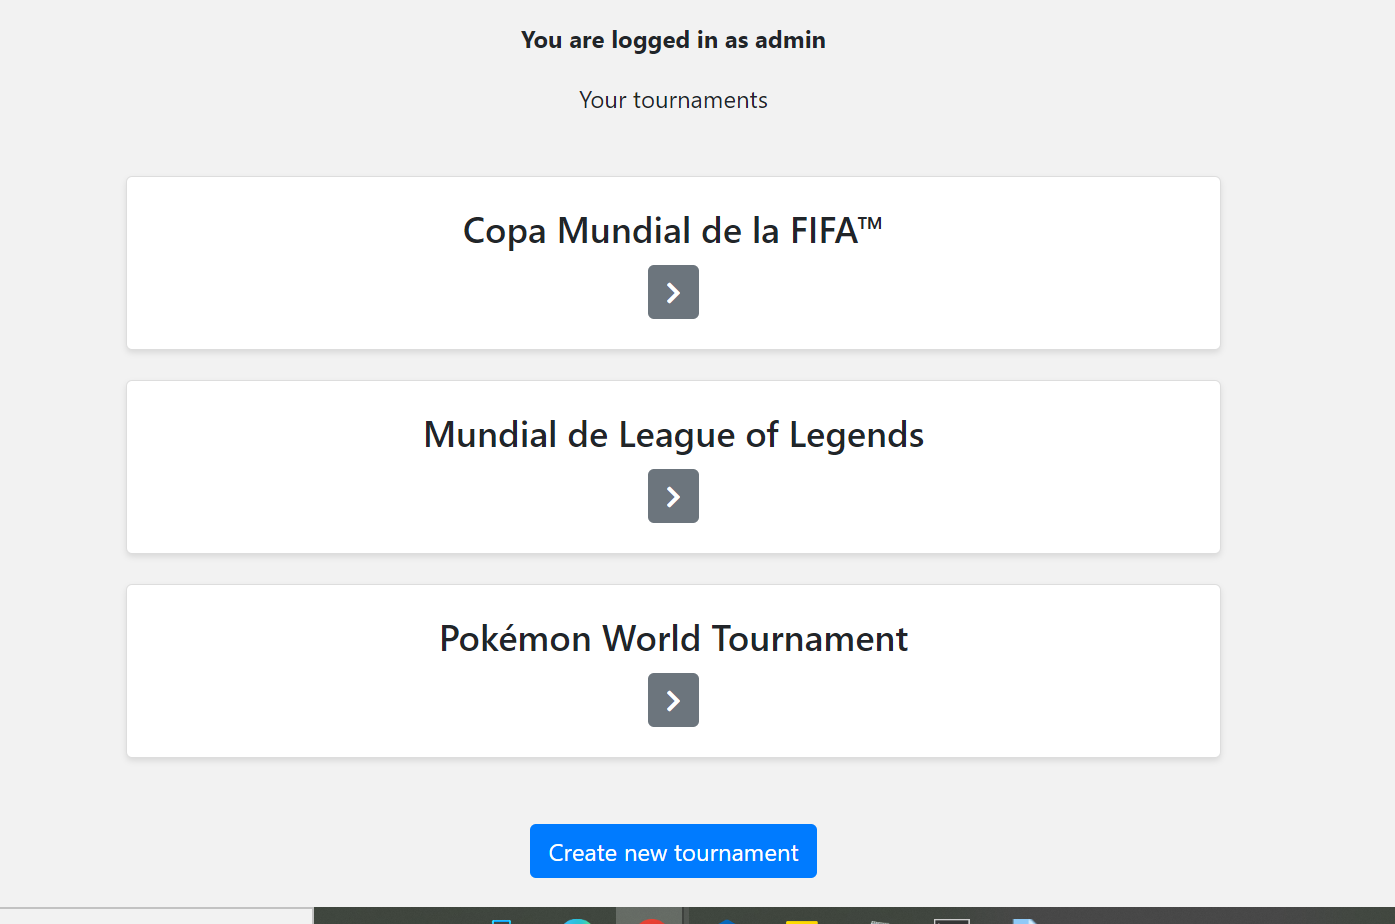 You are logged in as admin
Your tournaments
Copa Mundial de la FIFA™
Mundial de League of Legends
Pokémon World Tournament
Create new tournament